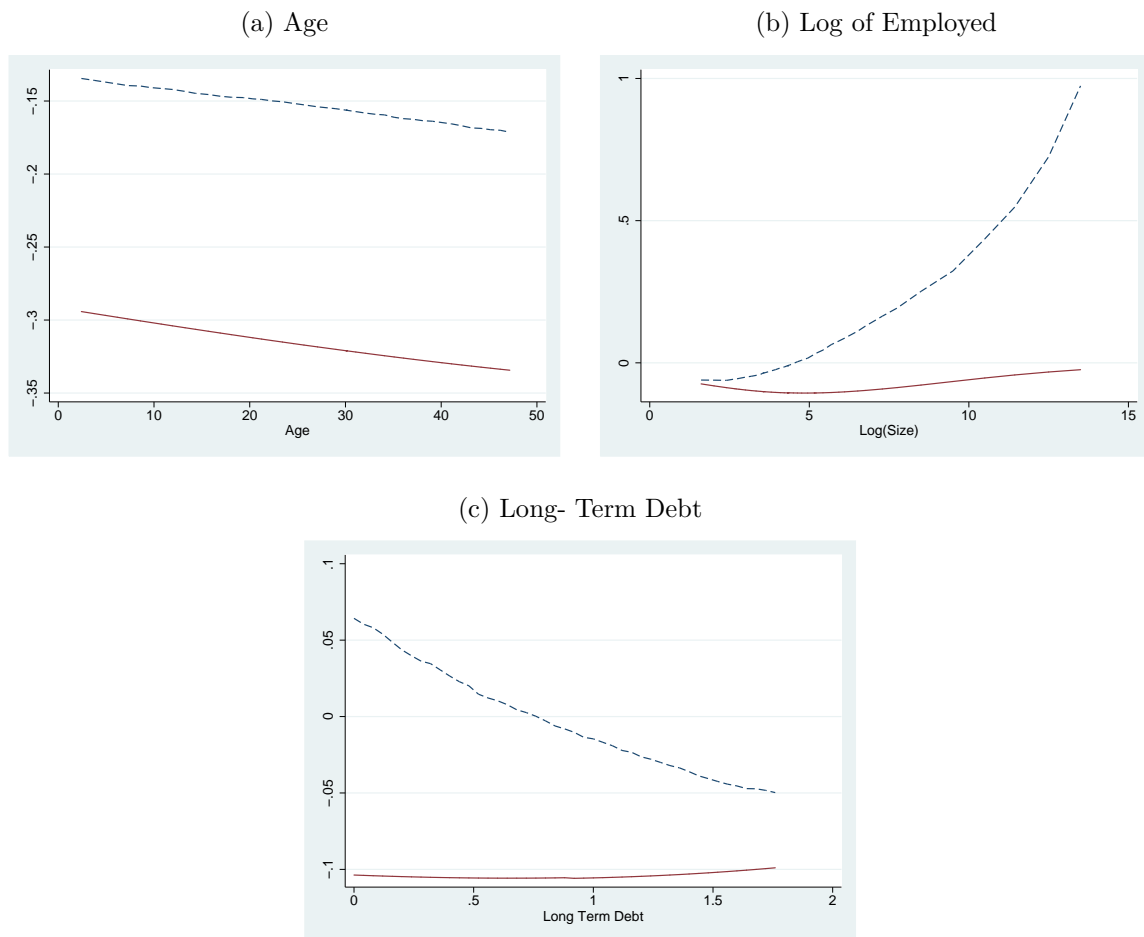 (a) Age
(b) Log of Employed
-.15
-.2
-.25
-.3
-.35
0 10 20 30 40 50
Age
1
.5
0
0 5 10 15
Log(Size)
(c) Long- Term Debt
.1
.05
0
-.05
-.1
0 .5 1 1.5 2
Long Term Debt